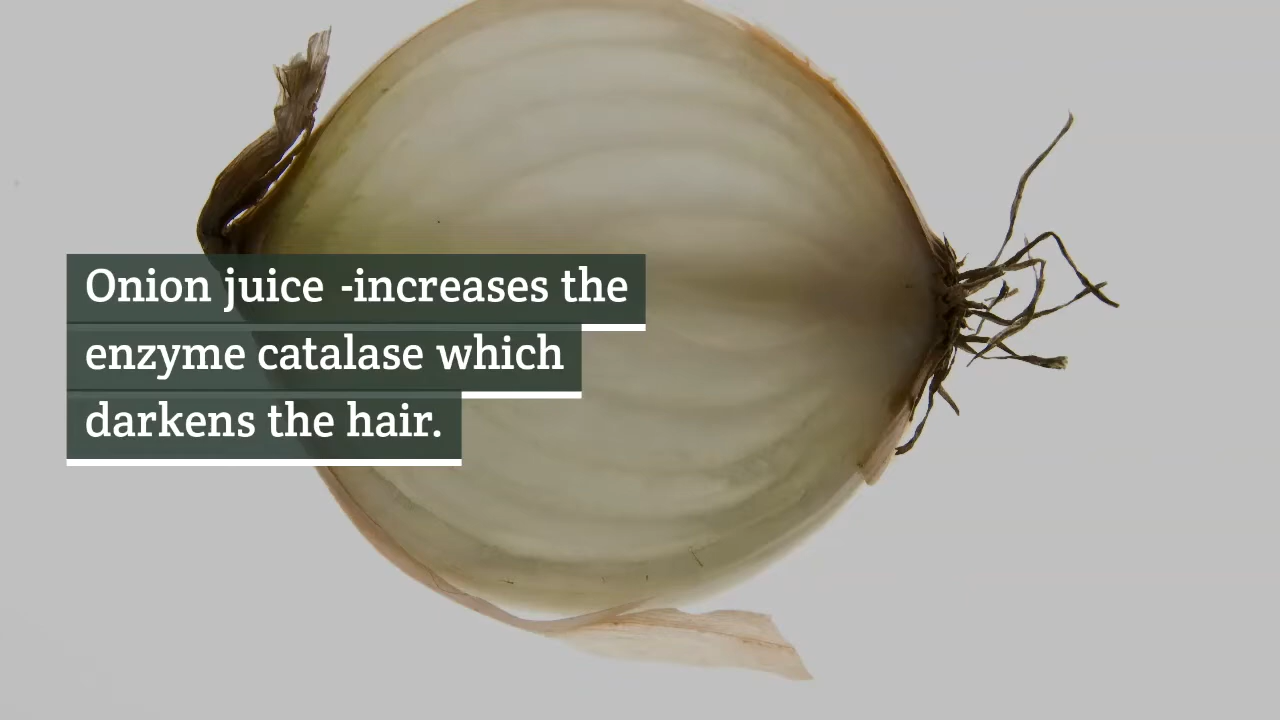 Onion juice -increases the
enzyme catalase which
darkens the hair.